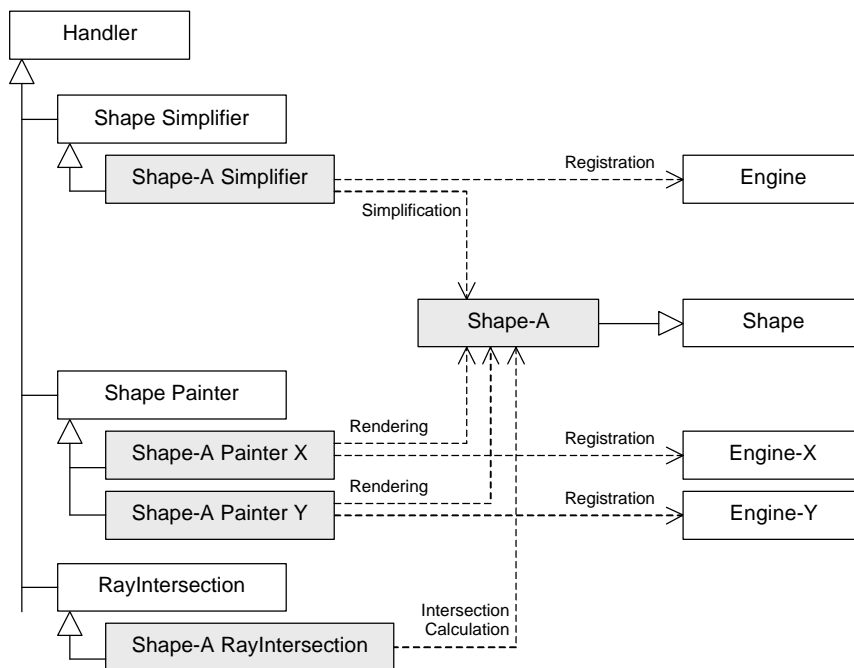 Handler
Shape Simplifier
Shape-A Simplifier
Registration
Engine
Simplification
Shape-A
Shape
Shape Painter
Rendering
Shape-A Painter X
Registration
Engine-X
Rendering
Shape-A Painter Y
Registration
Engine-Y
RayIntersection
Intersection
Calculation
Shape-A RayIntersection